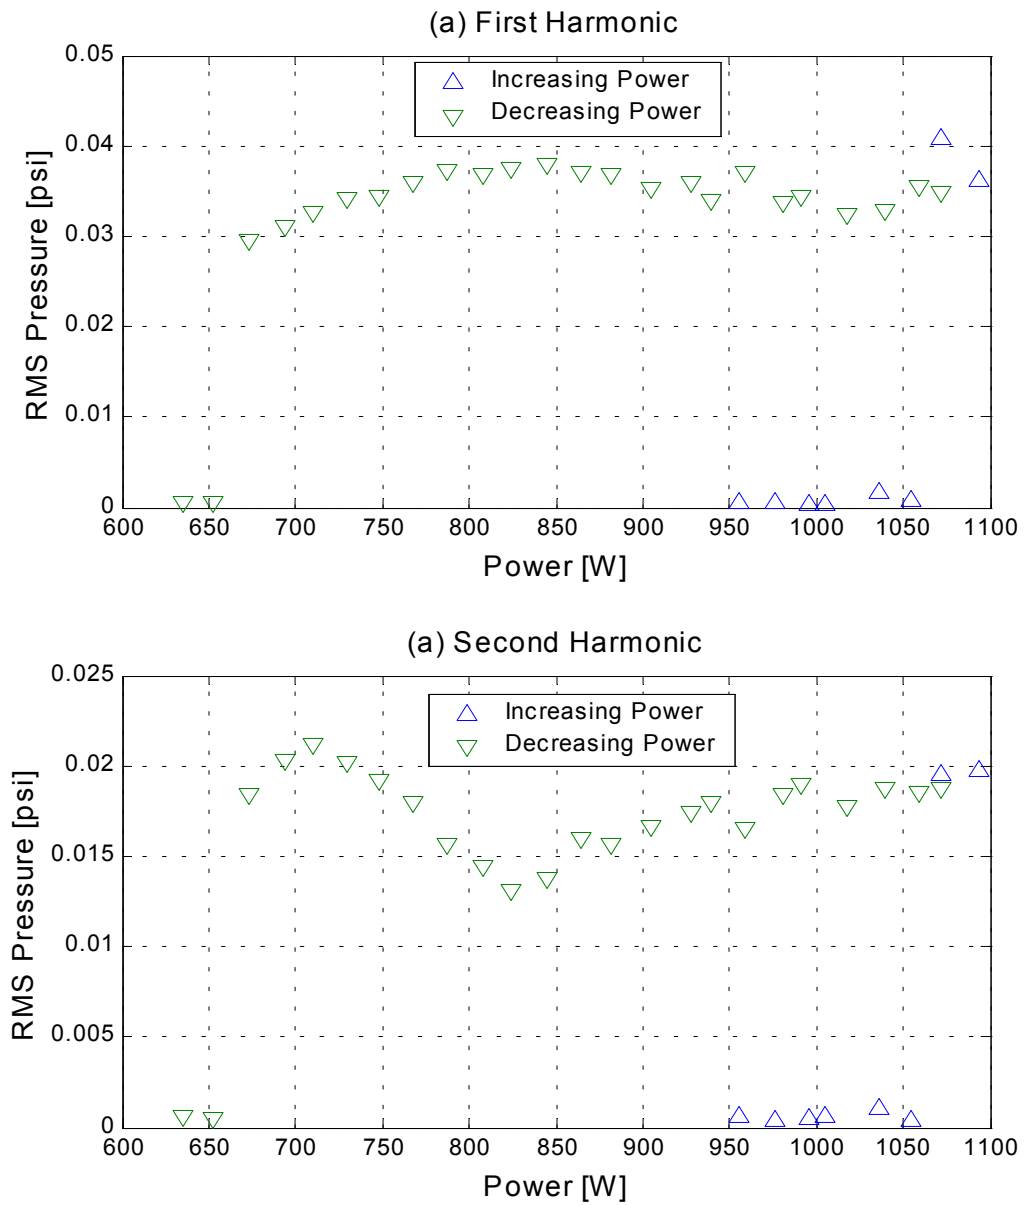 (a) First Harmonic
0.05
0.04
0.03
0.02
0.01
0
RMS Pressure [psi]
Increasing Power
Decreasing Power
600 650 700 750 800 850 900 950 1000 1050 1100
Power [W]
(a) Second Harmonic
0.025
0.02
0.015
0.01
0.005
0
RMS Pressure [psi]
Increasing Power
Decreasing Power
600 650 700 750 800 850 900 950 1000 1050 1100
Power [W]